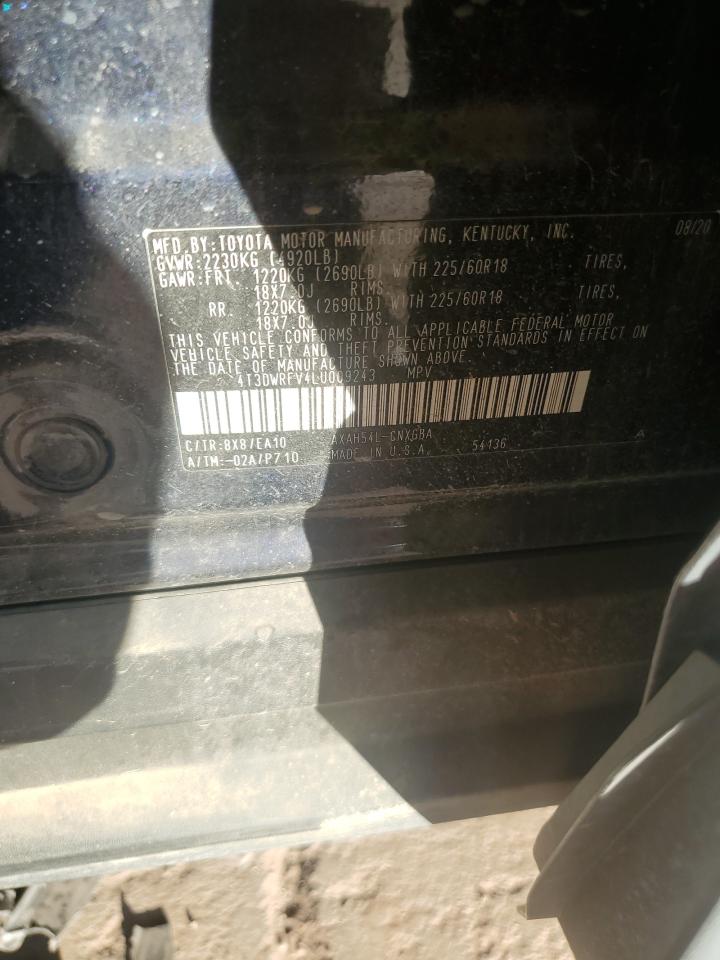 MFD.BY:TOYOTA MOTOR MANUFACTURING, KENTUCKY, INC. 08/20
GVWR:2230KG (4920LB)
GAWR:FRT. 1220KG (2690LB) WITH 225/60R18 TIRES,
18X7.0J RIMS.
RR. 1220KG (2690LB) WITH 225/60R18 TIRES,
18X7.0J RIMS.
THIS VEHICLE CONFORMS TO ALL APPLICABLE FEDERAL MOTOR
VEHICLE SAFETY AND THEFT PREVENTION STANDARDS IN EFFECT ON
THE DATE OF MANUFACTURE SHOWN ABOVE.
4T3DWRFV4LU009243 MPV
C/TR:8X8/EA10 AXAH54L-CNXGBA A
A/TM:-02A/P710 MADE IN U.S.A. 54136